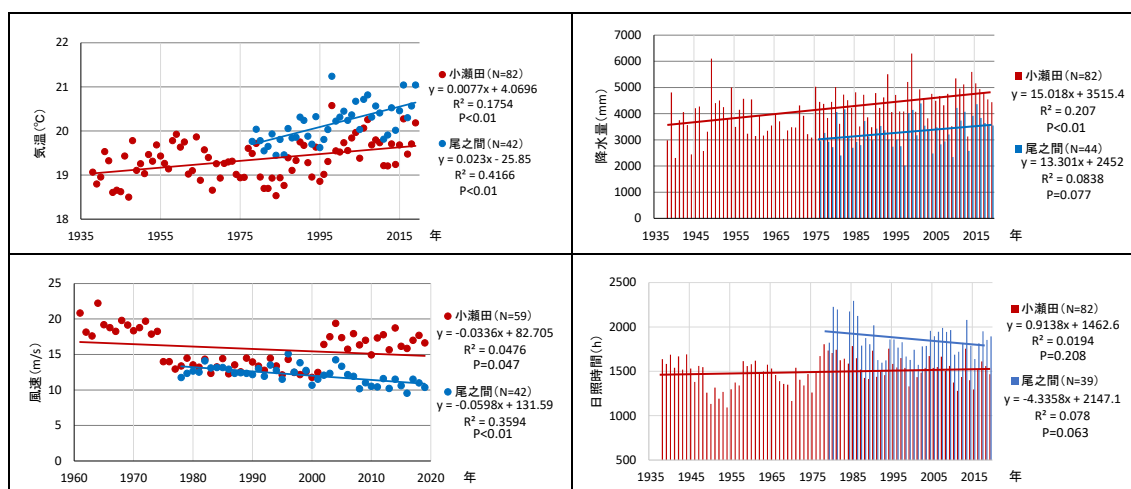 22
21
20
19
18
気温(℃)
1935
1955
1975
1995
2015
年
小瀬田(N=82)
y = 0.0077x + 4.0696
R² = 0.1754
P<0.01
尾之間(N=42)
y = 0.023x - 25.85
R² = 0.4166
P<0.01
7000
6000
5000
4000
3000
2000
1000
0
降水量(mm)
1935
1945
1955
1965
1975
1985
1995
2005
2015
年
小瀬田(N=82)
y = 15.018x + 3515.4
R² = 0.207
P<0.01
尾之間(N=44)
y = 13.301x + 2452
R² = 0.0838
P=0.077
25
20
15
10
5
0
風速(m/s)
1960
1970
1980
1990
2000
2010
2020
年
小瀬田(N=59)
y = -0.0336x + 82.705
R² = 0.0476
P=0.047
尾之間(N=42)
y = -0.0598x + 131.59
R² = 0.3594
P<0.01
2500
2000
1500
1000
500
日照時間(h)
1935
1945
1955
1965
1975
1985
1995
2005
2015
年
小瀬田(N=82)
y = 0.9138x + 1462.6
R² = 0.0194
P=0.208
尾之間(N=39)
y = -4.3358x + 2147.1
R² = 0.078
P=0.063